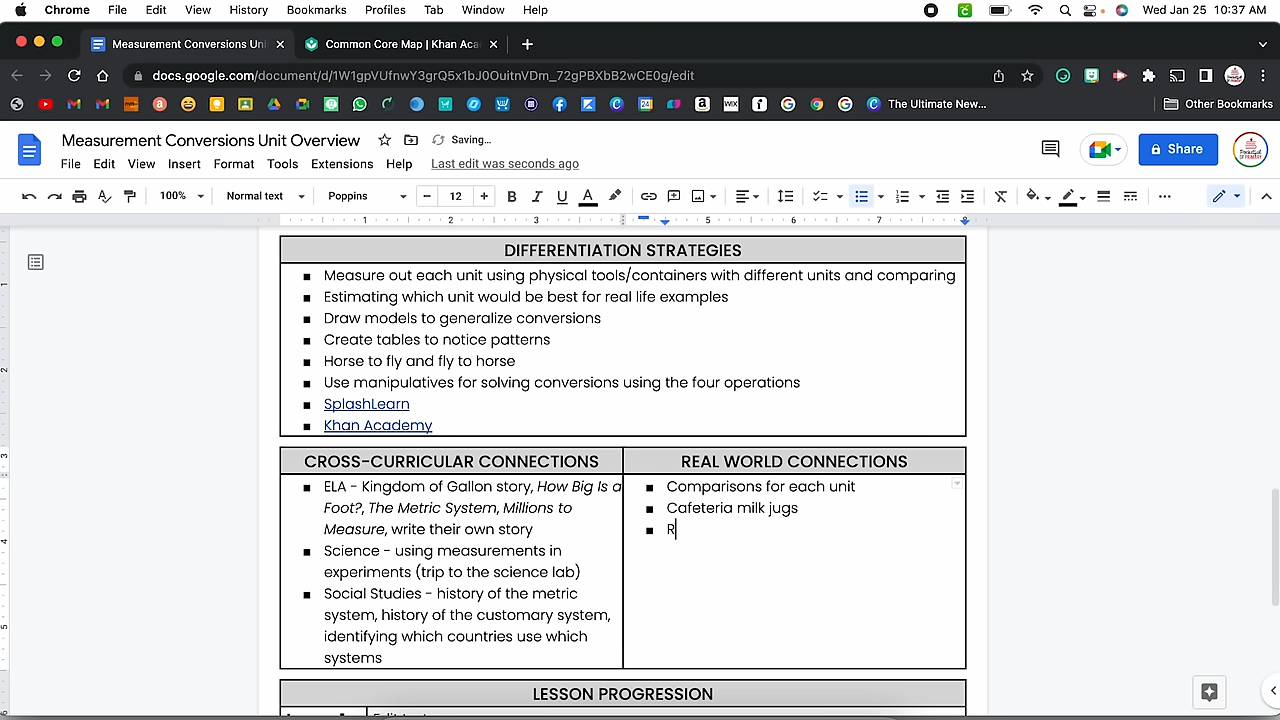 Chrome File Edit View History Bookmarks Profiles Tab Window Help Wed Jan 25 10:37 AM
Measurement Conversions Uni
Common Core Map | Khan Aca
docs.google.com/document/d/1W1gpVUfnwY3grQ5x1bJ0OuitnVDm_72gPBXbB2wCE0g/edit
The Ultimate New...
Other Bookmarks
Measurement Conversions Unit Overview Saving...
File Edit View Insert Format Tools Extensions Help Last edit was seconds ago
Share
100% Normal text Poppins 12
1 2 3 5 6 7 8
DIFFERENTIATION STRATEGIES
Measure out each unit using physical tools/containers with different units and comparing
Estimating which unit would be best for real life examples
Draw models to generalize conversions
Create tables to notice patterns
Horse to fly and fly to horse
Use manipulatives for solving conversions using the four operations
SplashLearn
Khan Academy
CROSS-CURRICULAR CONNECTIONS
ELA - Kingdom of Gallon story, How Big Is a
Foot?, The Metric System, Millions to
Measure, write their own story
Science - using measurements in
experiments (trip to the science lab)
Social Studies - history of the metric
system, history of the customary system,
identifying which countries use which
systems
REAL WORLD CONNECTIONS
Comparisons for each unit
Cafeteria milk jugs
R
LESSON PROGRESSION